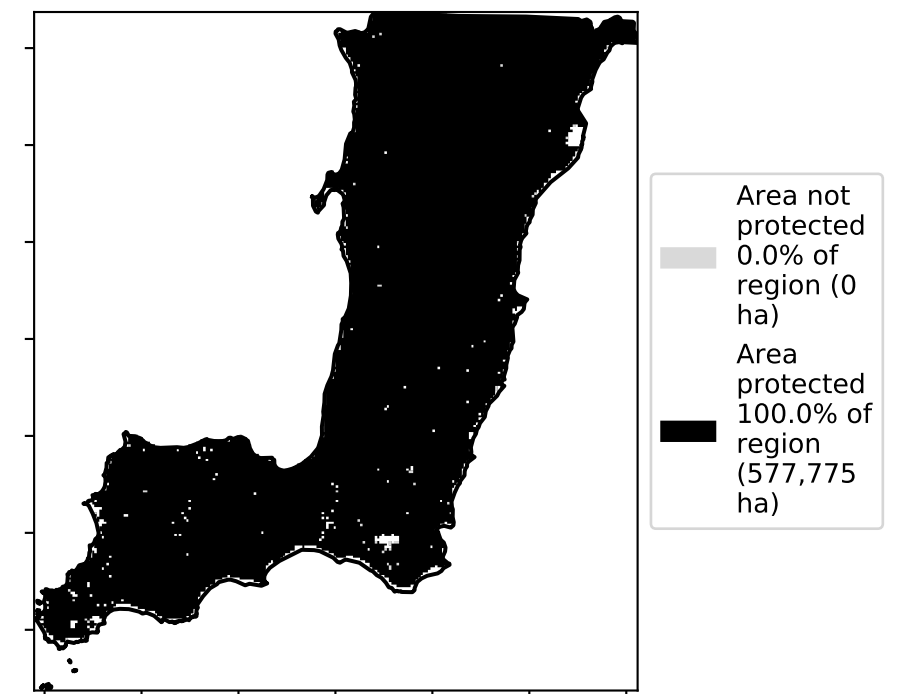 Area not
protected
0.0% of
region (0
ha)
Area
protected
100.0% of
region
(577,775
ha)